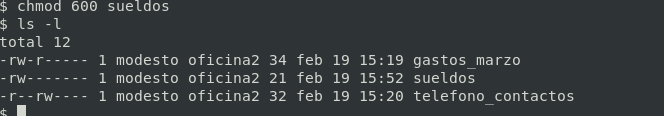 $ chmod 600 sueldos
$ ls -l
total 12
-rw-r----- 1 modesto oficina2 34 feb 19 15:19 gastos_marzo
-rw------- 1 modesto oficina2 21 feb 19 15:52 sueldos
-r--rw---- 1 modesto oficina2 32 feb 19 15:20 telefono_contactos
$